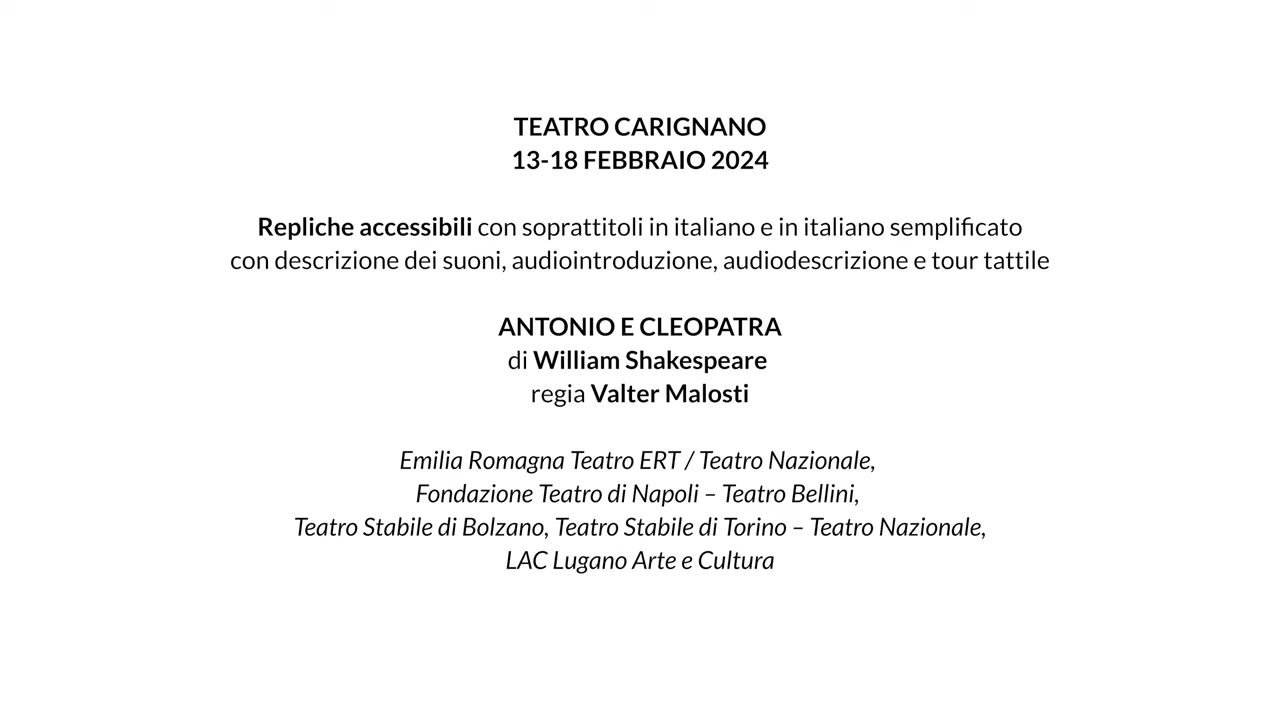 TEATRO CARIGNANO
13-18 FEBBRAIO 2024
Repliche accessibili con soprattitoli in italiano e in italiano semplificato
con descrizione dei suoni, audiointroduzione, audiodescrizione e tour tattile
ANTONIO E CLEOPATRA
di William Shakespeare
regia Valter Malosti
Emilia Romagna Teatro ERT / Teatro Nazionale,
Fondazione Teatro di Napoli – Teatro Bellini,
Teatro Stabile di Bolzano, Teatro Stabile di Torino – Teatro Nazionale,
LAC Lugano Arte e Cultura